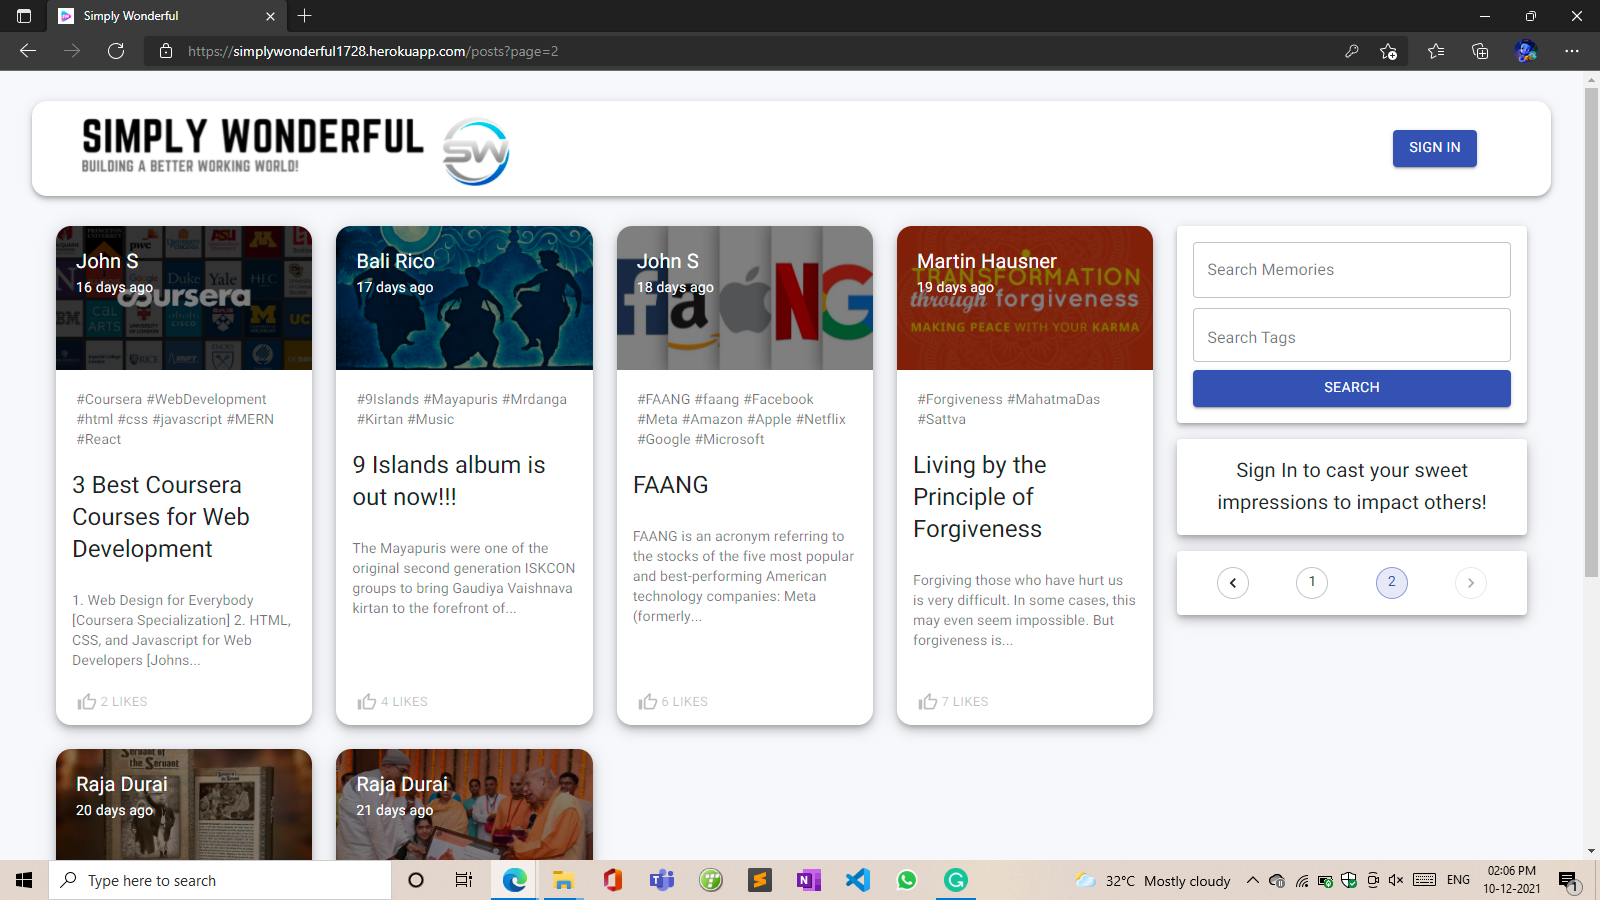 Simply Wonderful
https://simplywonderful1728.herokuapp.com/posts?page=2
SIMPLY WONDERFUL
BUILDING A BETTER WORKING WORLD!
SW
SIGN IN
John S
16 days ago
coursera
#Coursera #WebDevelopment
#html #css #javascript #MERN
#React
3 Best Coursera
Courses for Web
Development
1. Web Design for Everybody
[Coursera Specialization] 2. HTML,
CSS, and Javascript for Web
Developers [Johns...
2 LIKES
Bali Rico
17 days ago
#9Islands #Mayapuris #Mrdanga
#Kirtan #Music
9 Islands album is
out now!!!
The Mayapuris were one of the
original second generation ISKCON
groups to bring Gaudiya Vaishnava
kirtan to the forefront of...
4 LIKES
John S
18 days ago
#FAANG #faang #Facebook
#Meta #Amazon #Apple #Netflix
#Google #Microsoft
FAANG
FAANG is an acronym referring to
the stocks of the five most popular
and best-performing American
technology companies: Meta
(formerly...
6 LIKES
Martin Hausner
19 days ago
TRANSFORMATION
through forgiveness
MAKING PEACE WITH YOUR KARMA
#Forgiveness #MahatmaDas
#Sattva
Living by the
Principle of
Forgiveness
Forgiving those who have hurt us
is very difficult. In some cases, this
may even seem impossible. But
forgiveness is...
7 LIKES
Search Memories
Search Tags
SEARCH
Sign In to cast your sweet
impressions to impact others!
1 2
Servant of
the Servant
Raja Durai
20 days ago
Raja Durai
21 days ago
Type here to search
32°C Mostly cloudy
ENG
02:06 PM
10-12-2021
1